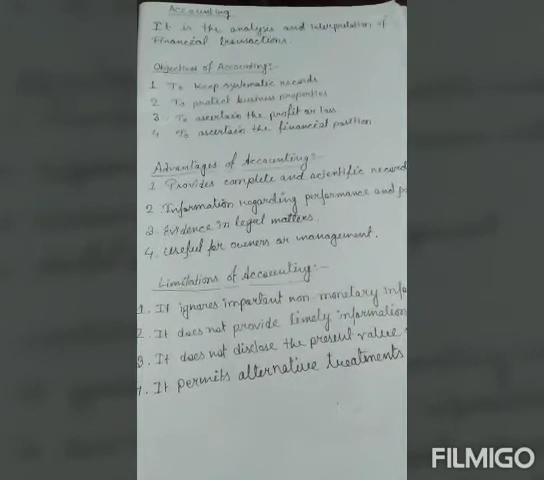 Accounting
It is the analysis and interpretation of
Financial transactions.
Objectives of Accounting:-
1 To keep systematic records
2 To protect business properties
3 To ascertain the profit or loss
4 To ascertain the financial position
Advantages of Accounting:-
1 Provides complete and scientific record
2 Information regarding performance and
3. Evidence in legal matters.
4. Useful for owners or management.
Limitations of Accounting:-
1. It ignores important non monetary info
2. It does not provide timely information
3. It does not disclose the present value
4. It permits alternative treatments
FILMIGO